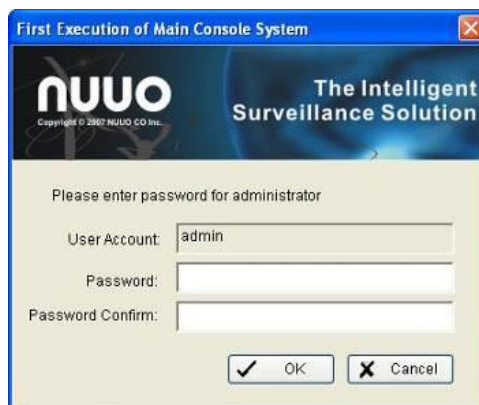 First Execution of Main Console System
nuuo
Copyright © 2007 NUUO CO Inc.
The Intelligent
Surveillance Solution
Please enter password for administrator
User Account: admin
Password:
Password Confirm:
OK Cancel